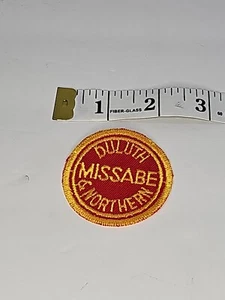 1 FIBER-GLASS 2 3
DULUTH
MISSABE
& NORTHERN